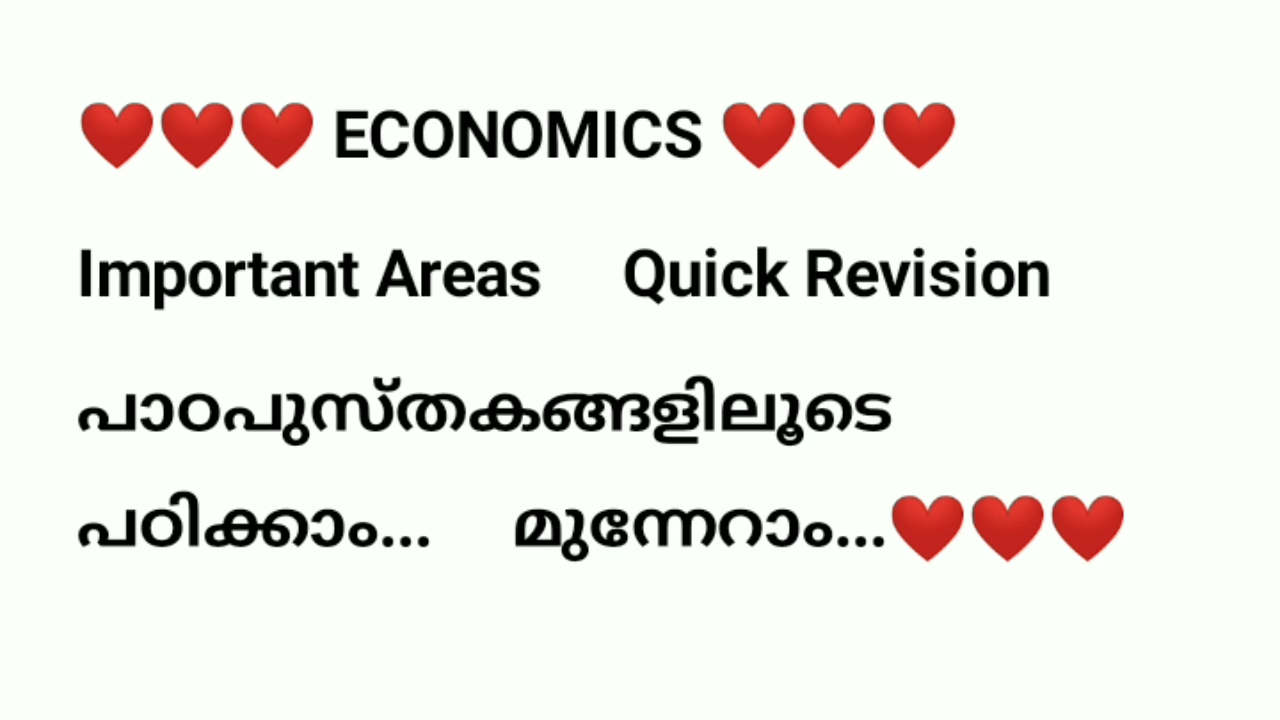 ❤️❤️❤️ ECONOMICS ❤️❤️❤️
Important Areas Quick Revision
പാഠപുസ്തകങ്ങളിലൂടെ
പഠിക്കാം... മുന്നേറാം...❤️❤️❤️